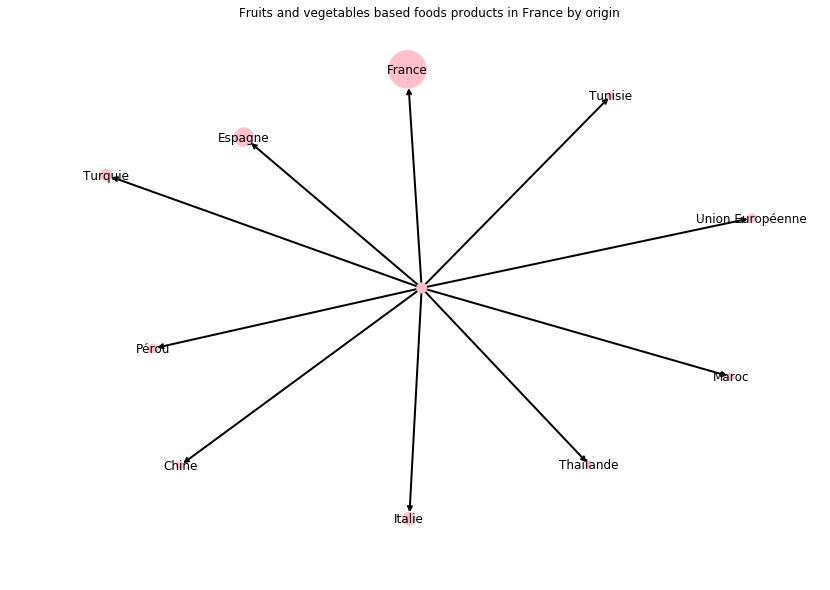 Fruits and vegetables based foods products in France by origin
France
Tunisie
Espagne
Turquie
Union Européenne
Pérou
Maroc
Chine
Thaïlande
Italie